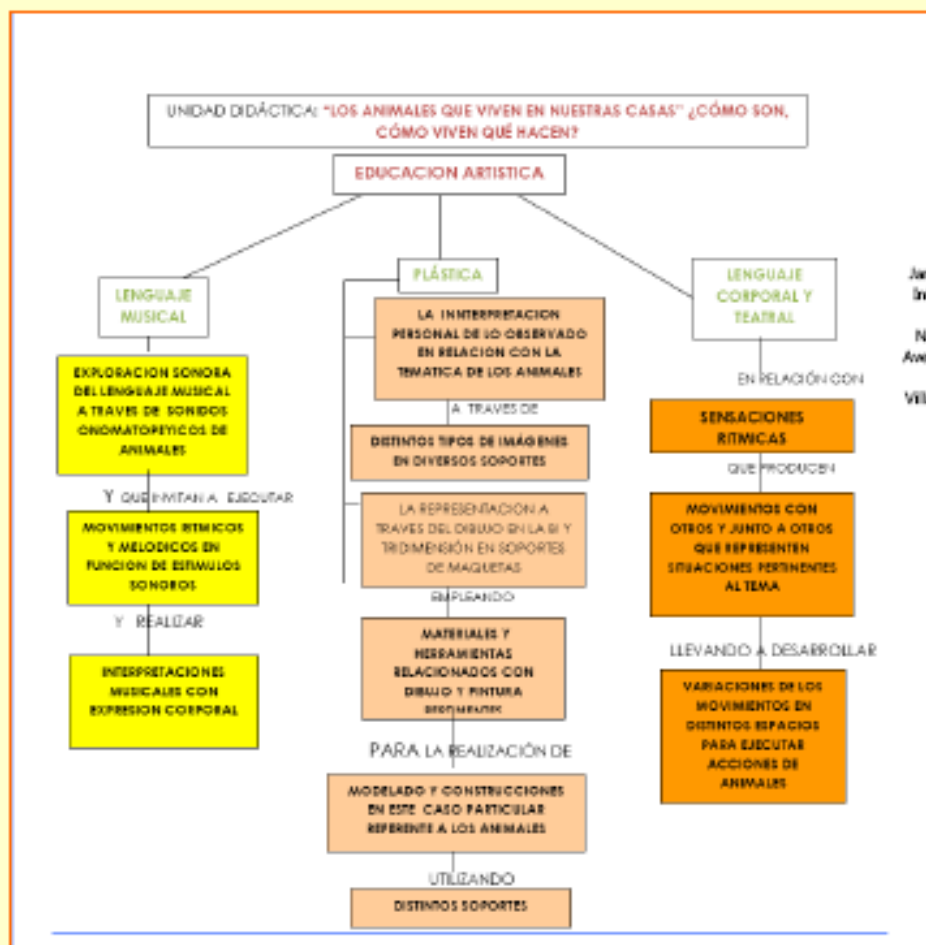 UNIDAD DIDÁCTICA: "LOS ANIMALES QUE VIVEN EN NUESTRAS CASAS" ¿CÓMO SON,
CÓMO VIVEN QUÉ HACEN?
EDUCACION ARTISTICA
LENGUAJE
MUSICAL
EXPLORACION SONORA
DEL LENGUAJE MUSICAL
A TRAVES DE SONIDOS
ONOMATOPEYICOS DE
ANIMALES
Y QUE INVITAN A EJECUTAR
MOVIMIENTOS RITMICOS
Y MELODICOS EN
FUNCION DE ESTIMULOS
SONOROS
Y REALIZAR
INTERPRETACIONES
MUSICALES CON
EXPRESION CORPORAL
PLÁSTICA
LA INNTERPRETACION
PERSONAL DE LO OBSERVADO
EN RELACION CON LA
TEMATICA DE LOS ANIMALES
A TRAVES DE
DISTINTOS TIPOS DE IMÁGENES
EN DIVERSOS SOPORTES
LA REPRESENTACION A
TRAVES DEL DIBUJO EN LA BI Y
TRIDIMENSIÓN EN SOPORTES
DE MAQUETAS
EMPLEANDO
MATERIALES Y
HERRAMIENTAS
RELACIONADOS CON
DIBUJO Y PINTURA
PERTINENTES
PARA LA REALIZACIÓN DE
MODELADO Y CONSTRUCCIONES
EN ESTE CASO PARTICULAR
REFERENTE A LOS ANIMALES
UTILIZANDO
DISTINTOS SOPORTES
LENGUAJE
CORPORAL Y
TEATRAL
EN RELACIÓN CON
SENSACIONES
RITMICAS
QUE PRODUCEN
MOVIMIENTOS CON
OTROS Y JUNTO A OTROS
QUE REPRESENTEN
SITUACIONES PERTINENTES
AL TEMA
LLEVANDO A DESARROLLAR
VARIACIONES DE LOS
MOVIMIENTOS EN
DISTINTOS ESPACIOS
PARA EJECUTAR
ACCIONES DE
ANIMALES